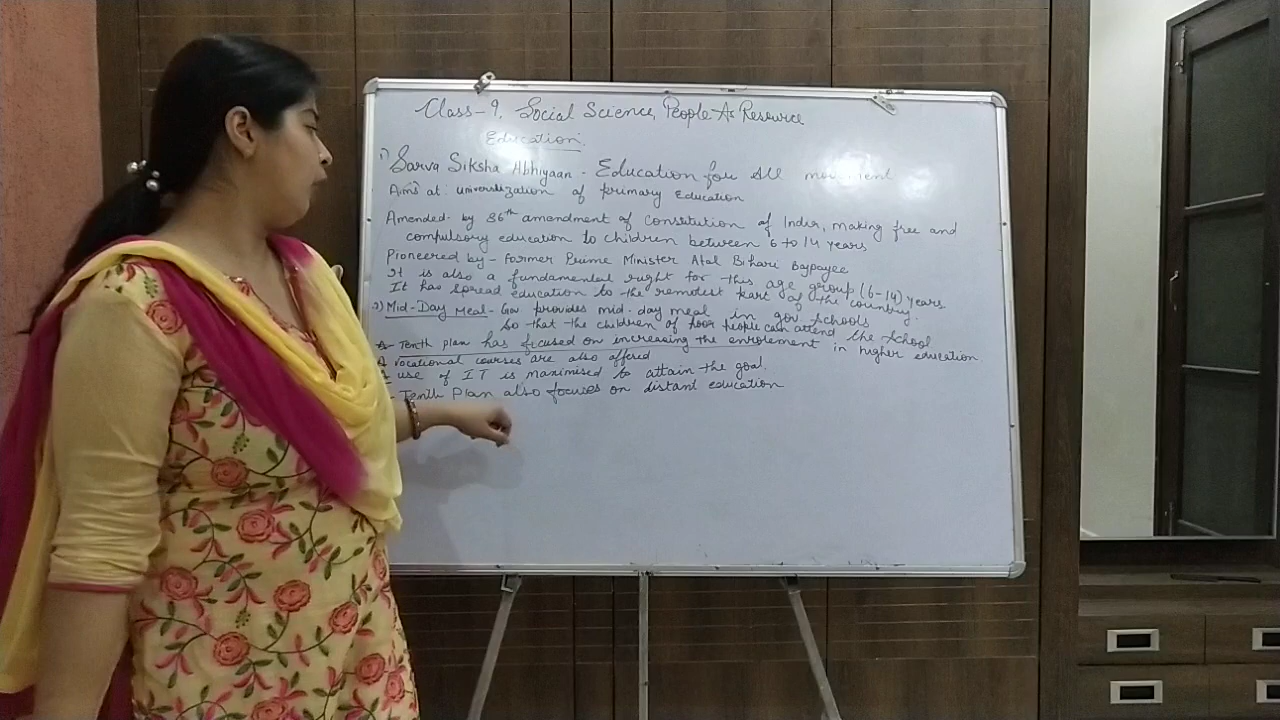 Class-9, Social Science, People As Resource
Education:
1) Sarva Siksha Abhiyaan - Education for All movement
Aims at: universlization of primary Education
Amended- by 86th amendment of Constitution of India, making free and
compulsory education to children between 6 to 14 years
Pioneered by - former Prime Minister Atal Bihari Bajpayee
It is also a fundamental right for this age group (6-14) years
It has spread education to the remotest part of the country.
2) Mid-Day Meal - Gov provides mid-day meal in gov. schools
so that the children of poor people can attend the school
Tenth plan has focused on increasing the enrolement in higher education
vocational courses are also offered
use of IT is maximised to attain the goal.
- Tenth Plan also focuses on distant education